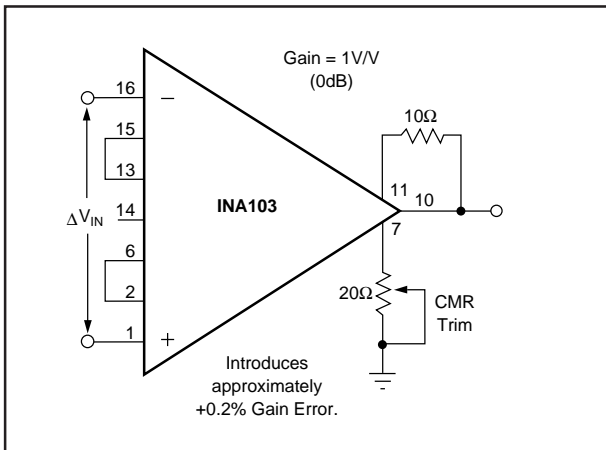 Gain = 1V/V
(0dB)
16
–
10Ω
15
13
11
10
INA103
14
ΔV_IN
7
6
20Ω
CMR
Trim
2
1
+
Introduces
approximately
+0.2% Gain Error.